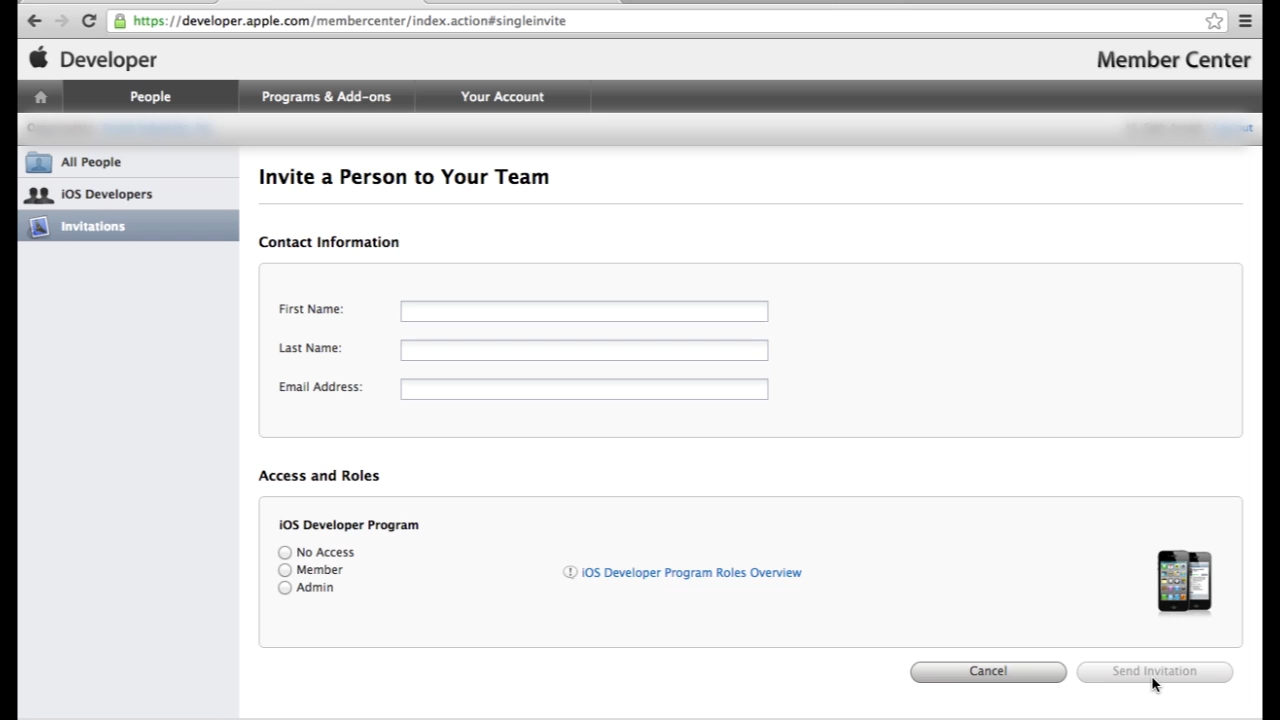 https://developer.apple.com/membercenter/index.action#singleinvite
Developer
Member Center
People
Programs & Add-ons
Your Account
All People
iOS Developers
Invitations
Invite a Person to Your Team
Contact Information
First Name:
Last Name:
Email Address:
Access and Roles
iOS Developer Program
No Access
Member
iOS Developer Program Roles Overview
Admin
Cancel
Send Invitation